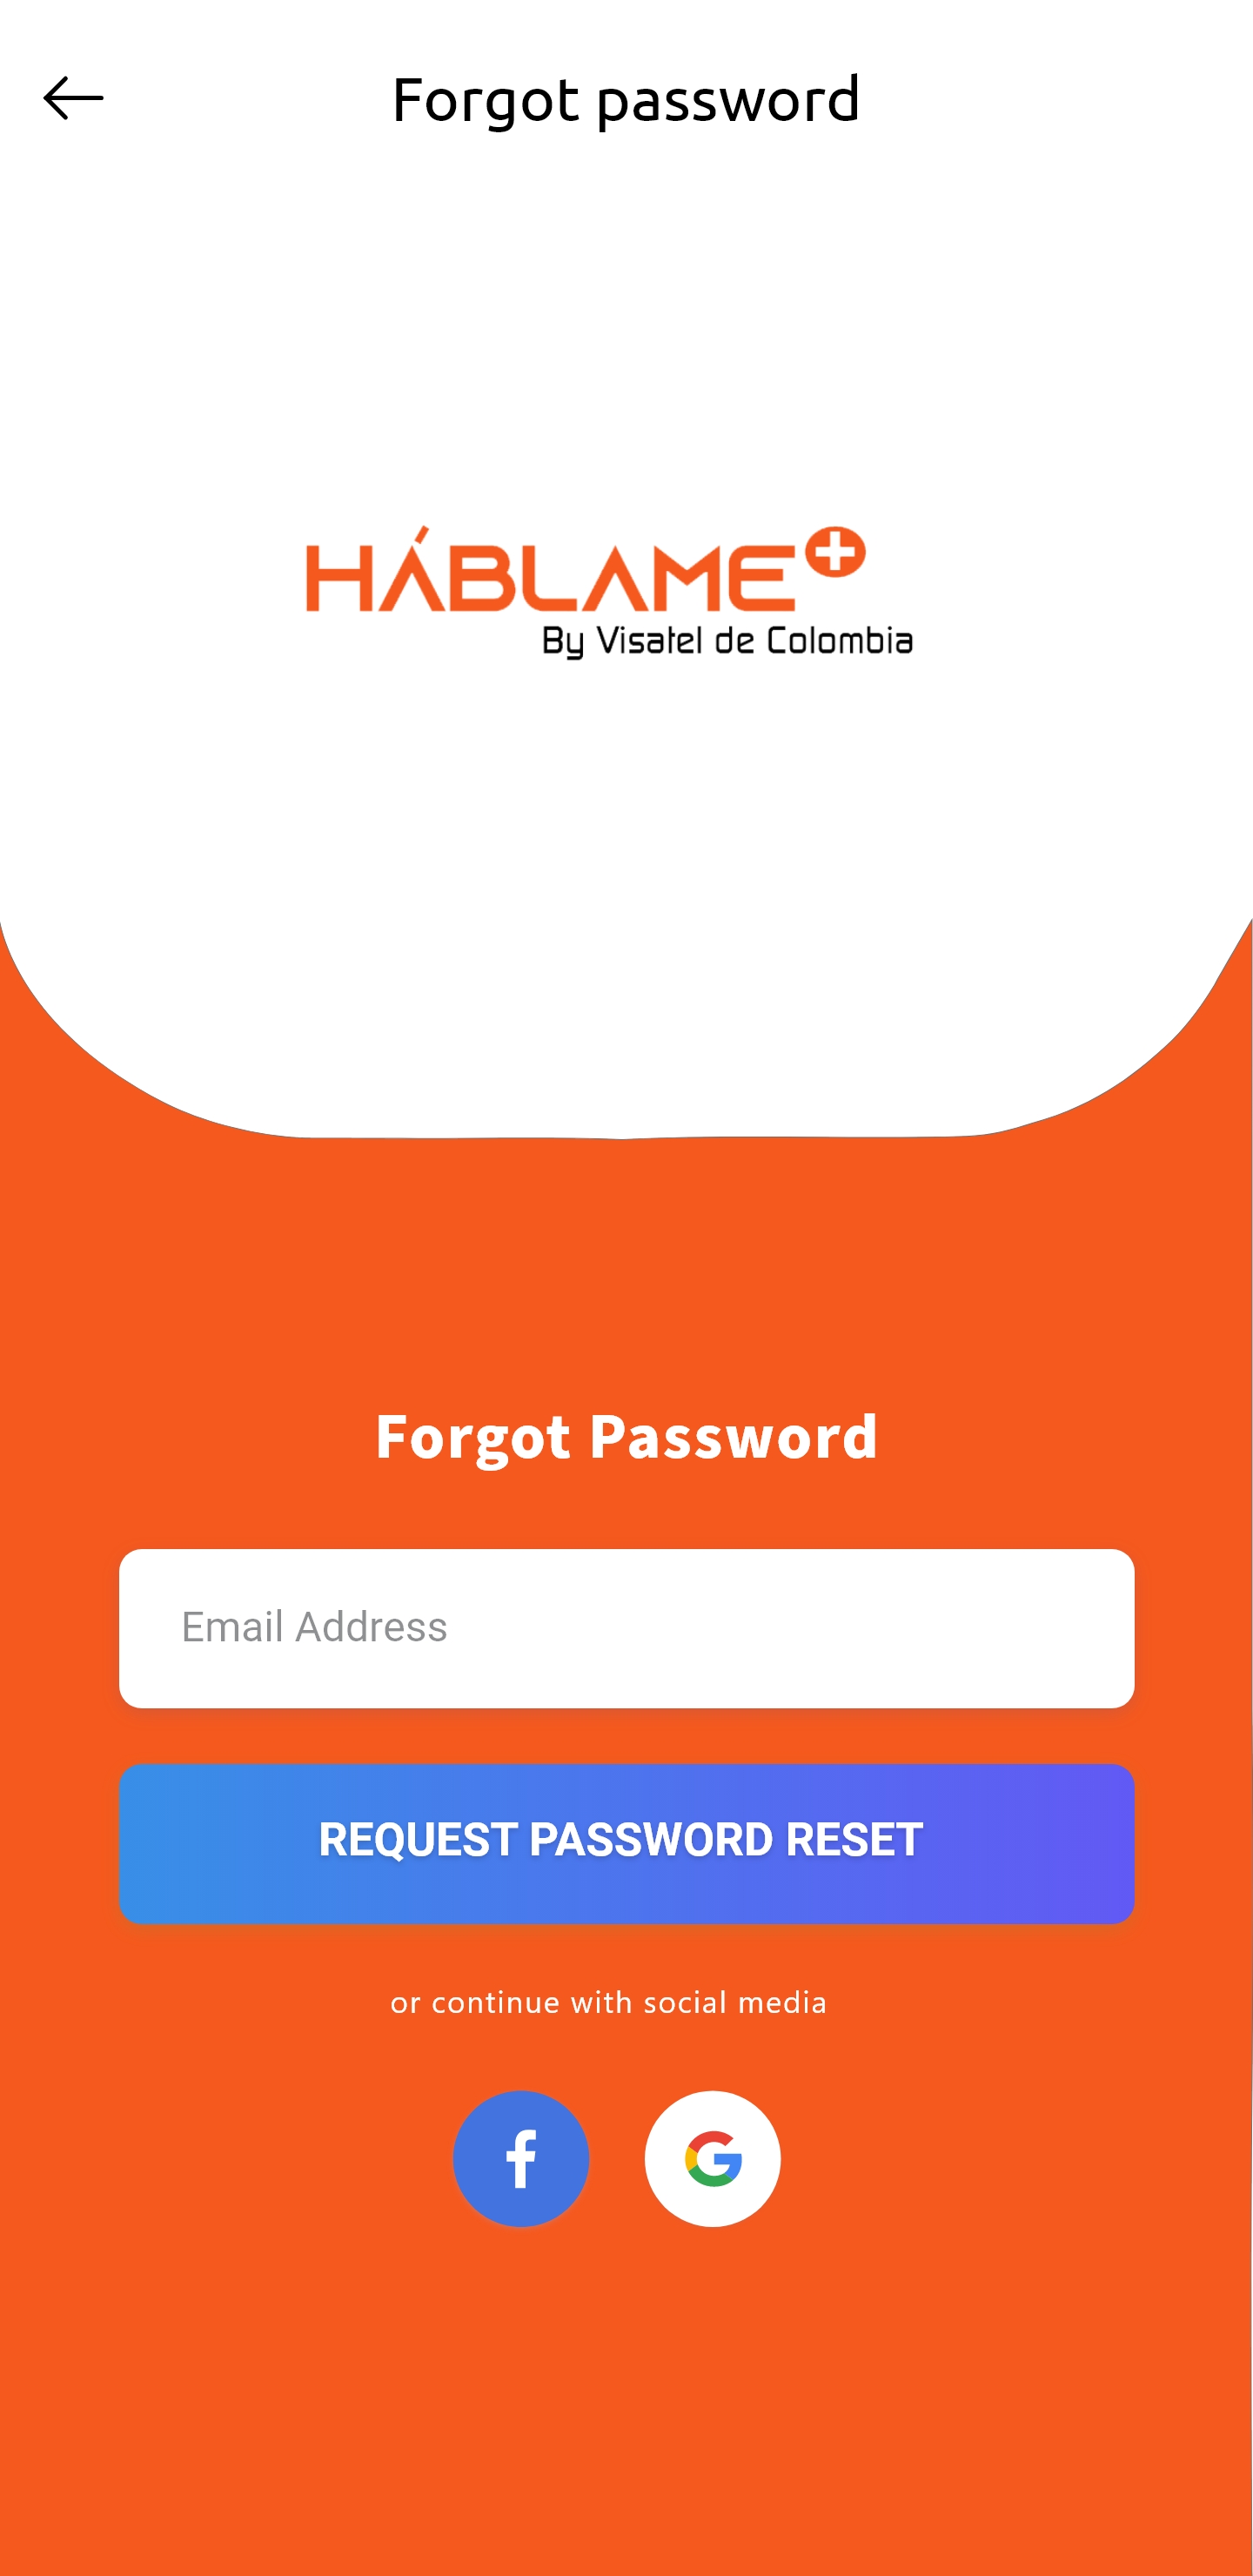 Forgot password
HÁBLAME
By Visatel de Colombia
Forgot Password
Email Address
REQUEST PASSWORD RESET
or continue with social media